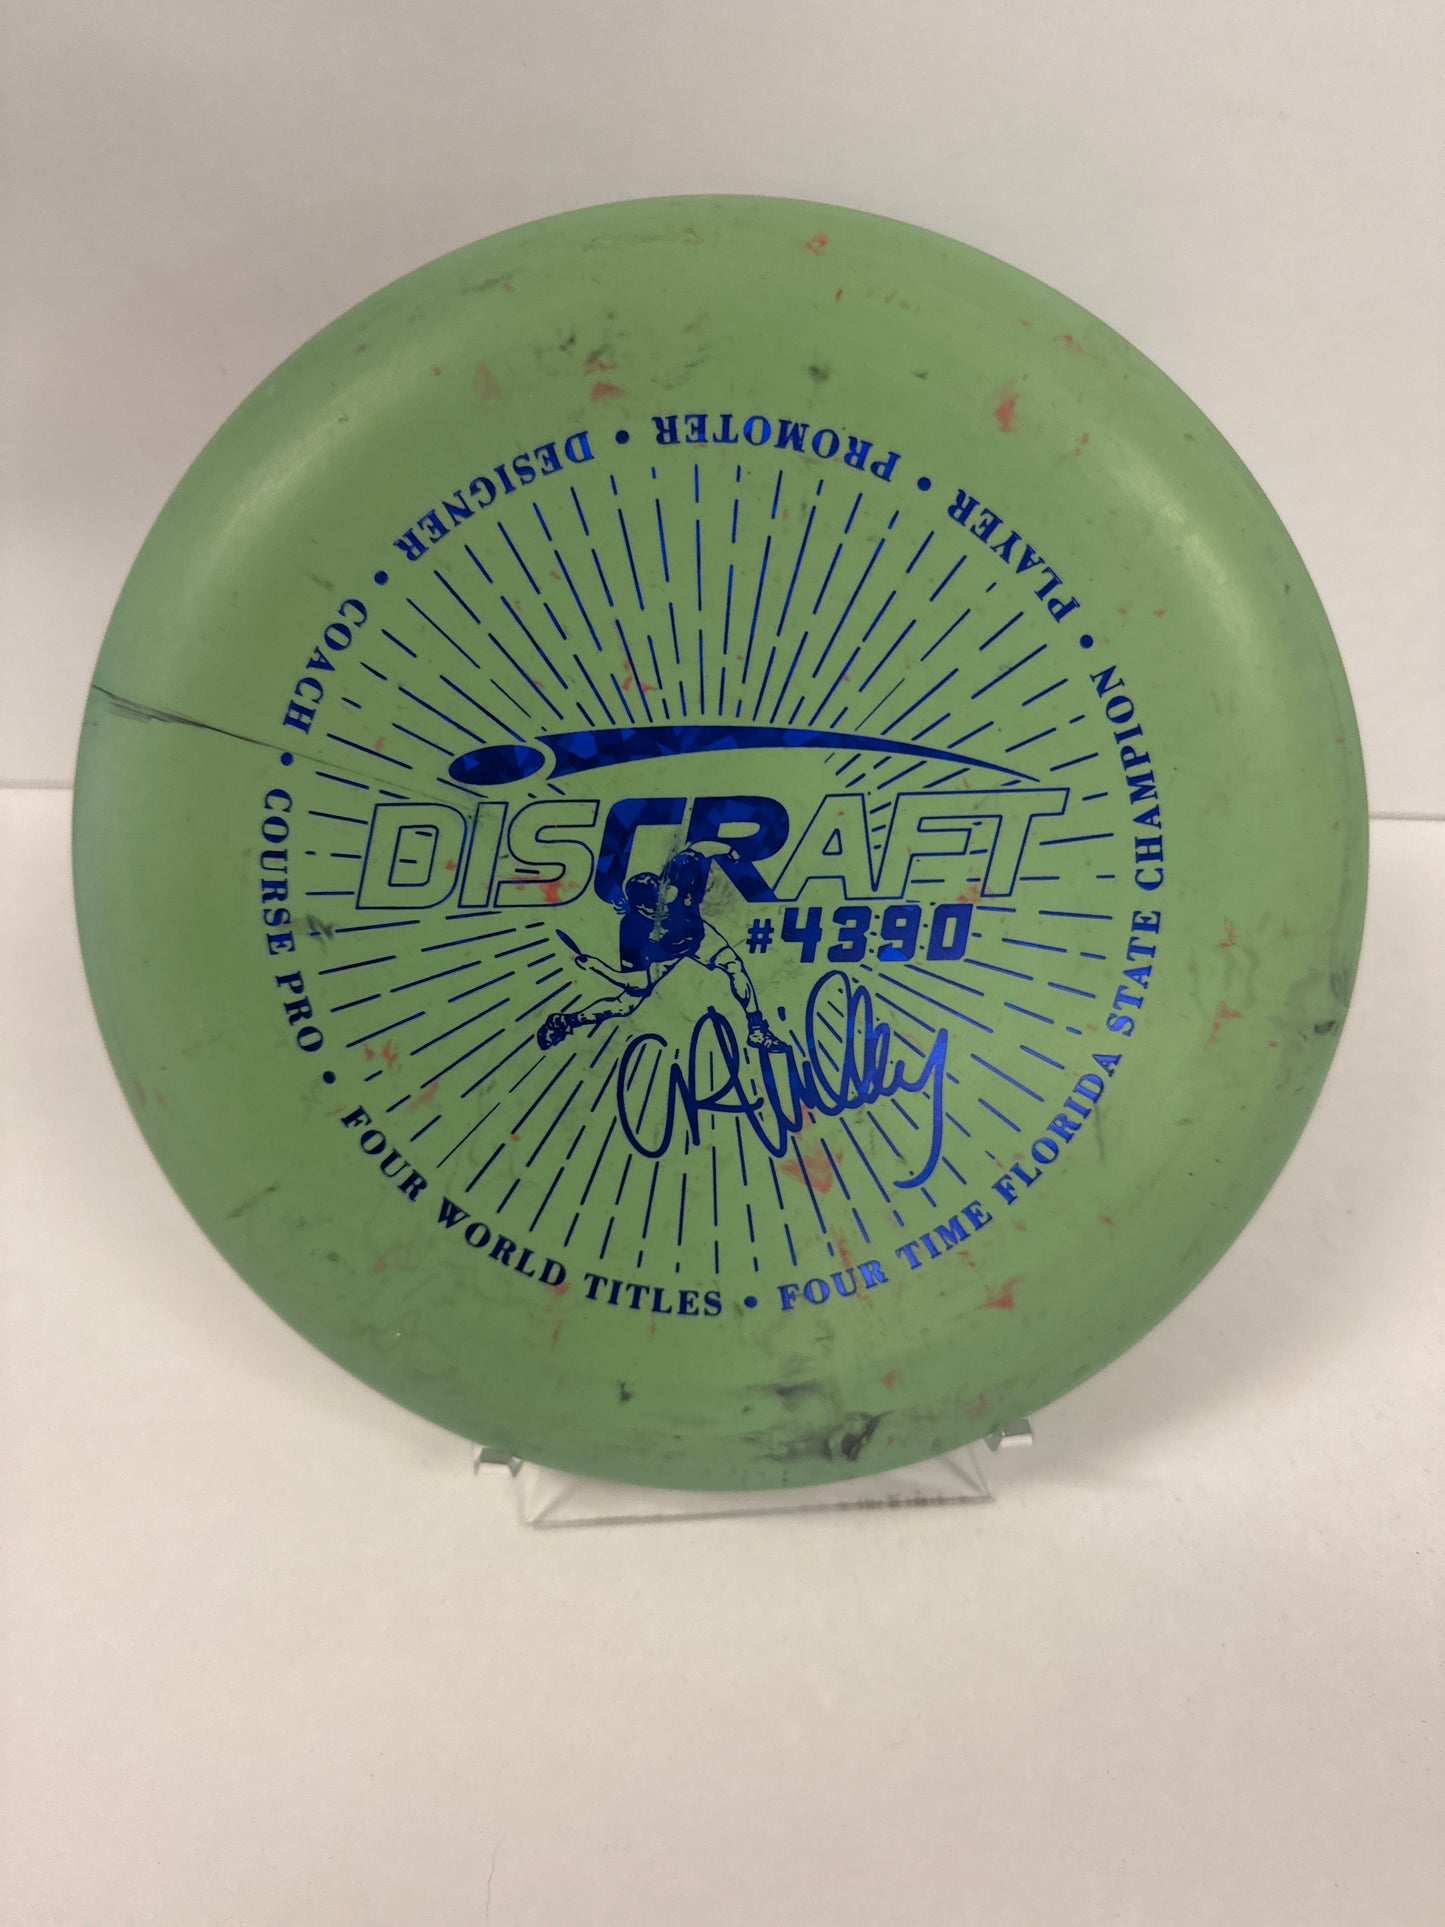 DISCRAFT
#4390
PLAYER • PROMOTER • DESIGNER • COACH • COURSE PRO • FOUR WORLD TITLES • FOUR TIME FLORIDA STATE CHAMPION •